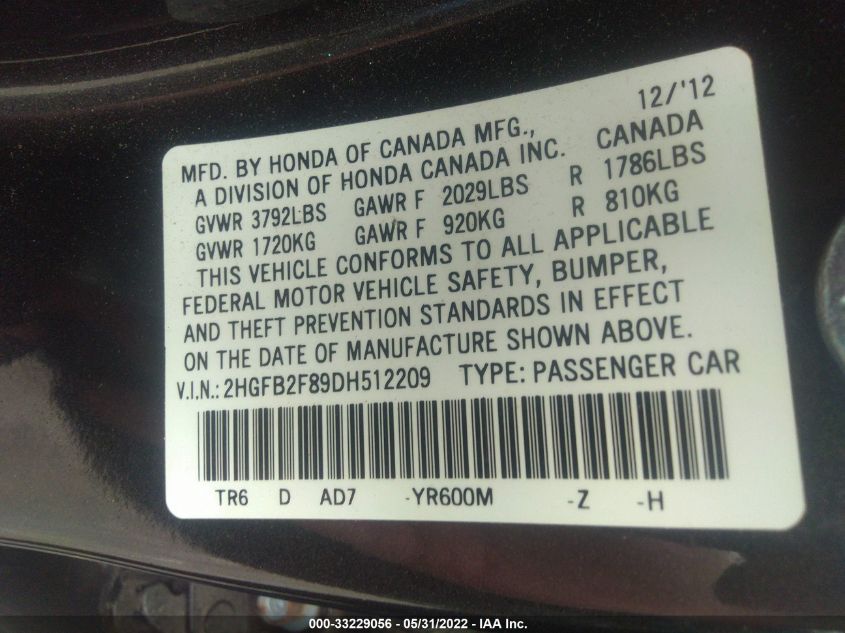 12/'12
MFD. BY HONDA OF CANADA MFG.,
A DIVISION OF HONDA CANADA INC. CANADA
GVWR 3792LBS GAWR F 2029LBS R 1786LBS
GVWR 1720KG GAWR F 920KG R 810KG
THIS VEHICLE CONFORMS TO ALL APPLICABLE
FEDERAL MOTOR VEHICLE SAFETY, BUMPER,
AND THEFT PREVENTION STANDARDS IN EFFECT
ON THE DATE OF MANUFACTURE SHOWN ABOVE.
V.I.N.: 2HGFB2F89DH512209 TYPE: PASSENGER CAR
TR6 D AD7 -YR600M -Z -H
000-33229056 - 05/31/2022 - IAA Inc.